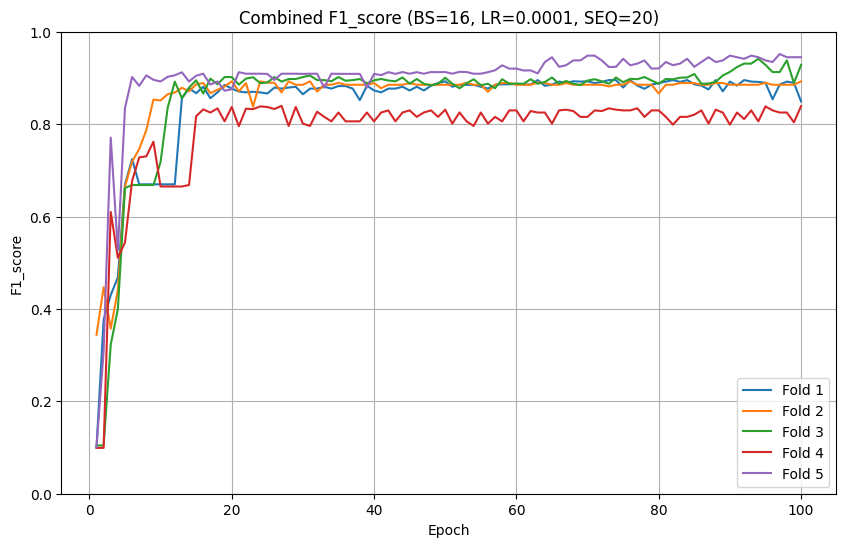 Combined F1_score (BS=16, LR=0.0001, SEQ=20)
F1_score
1.0
0.8
0.6
0.4
0.2
0.0
0 20 40 60 80 100
Epoch
Fold 1
Fold 2
Fold 3
Fold 4
Fold 5